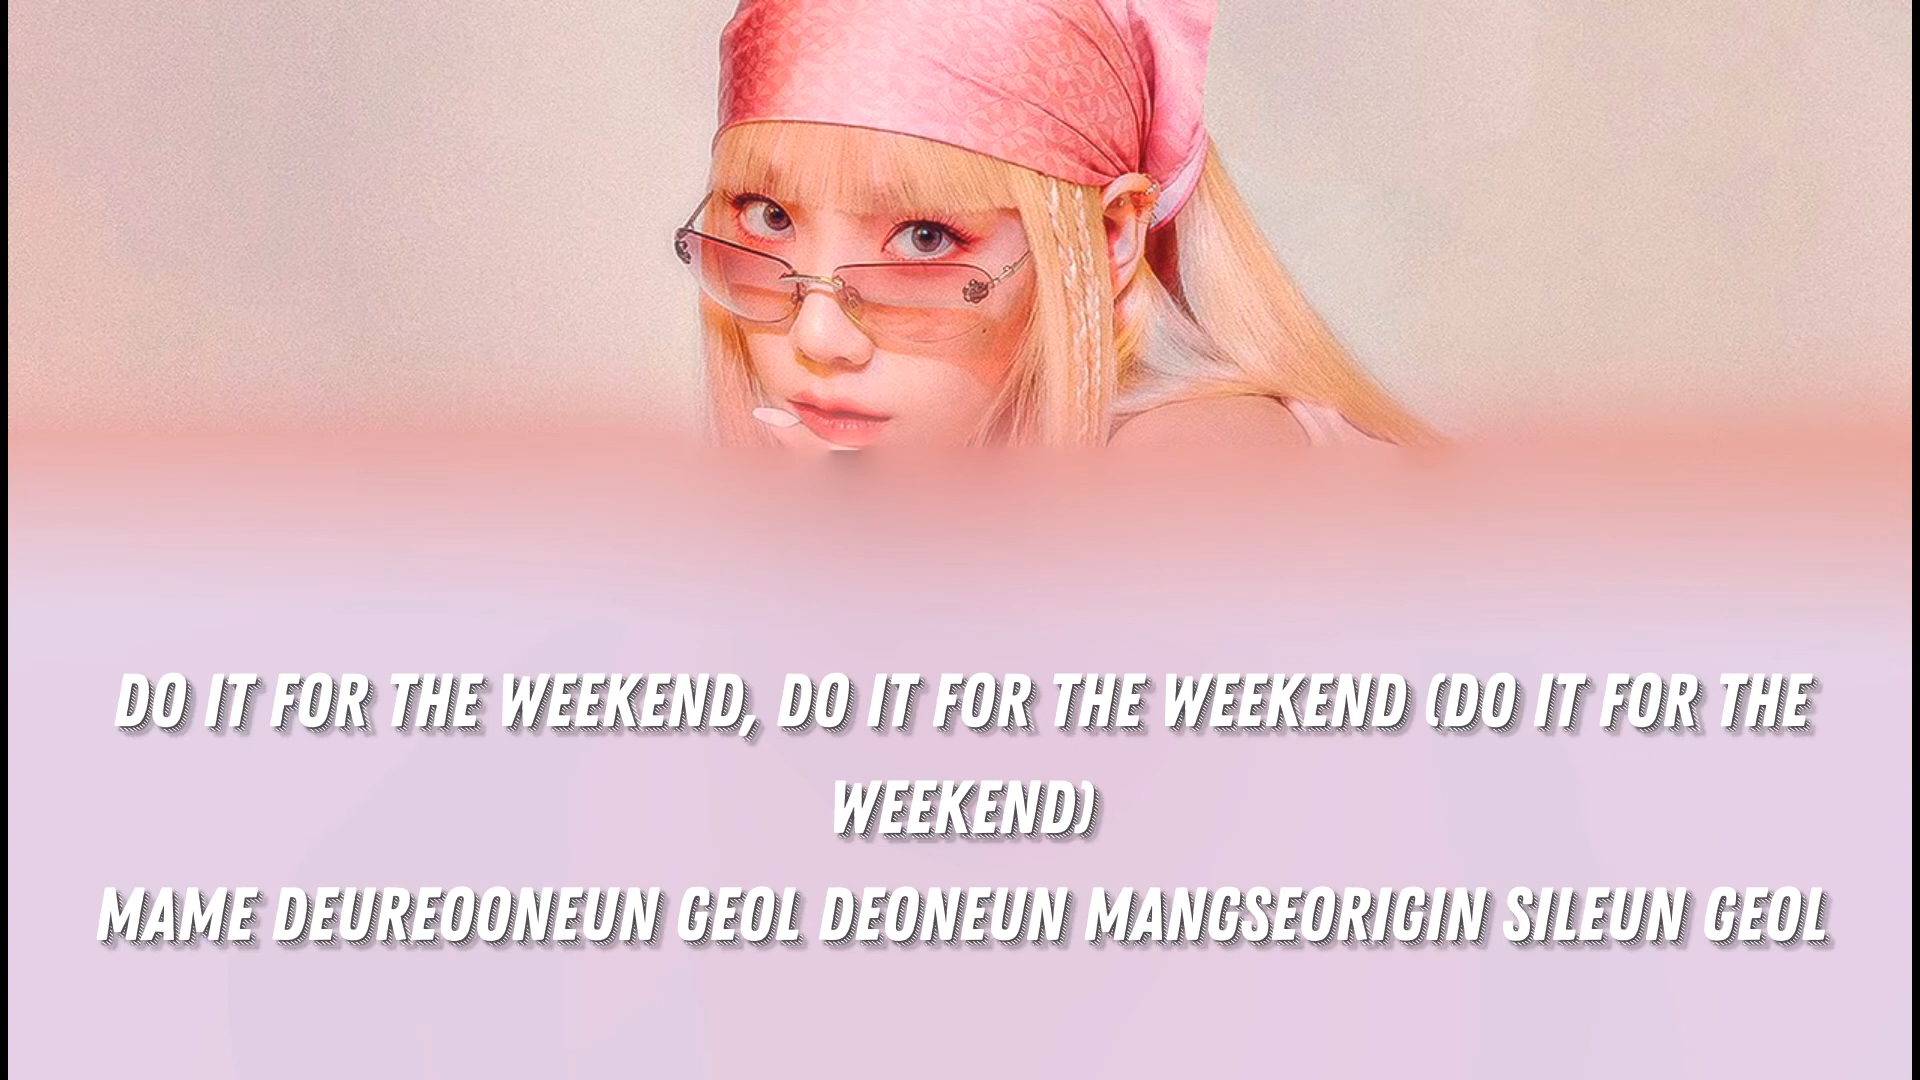 DO IT FOR THE WEEKEND, DO IT FOR THE WEEKEND (DO IT FOR THE
WEEKEND)
MAME DEUREOONEUN GEOL DEONEUN MANGSEORIGIN SILEUN GEOL